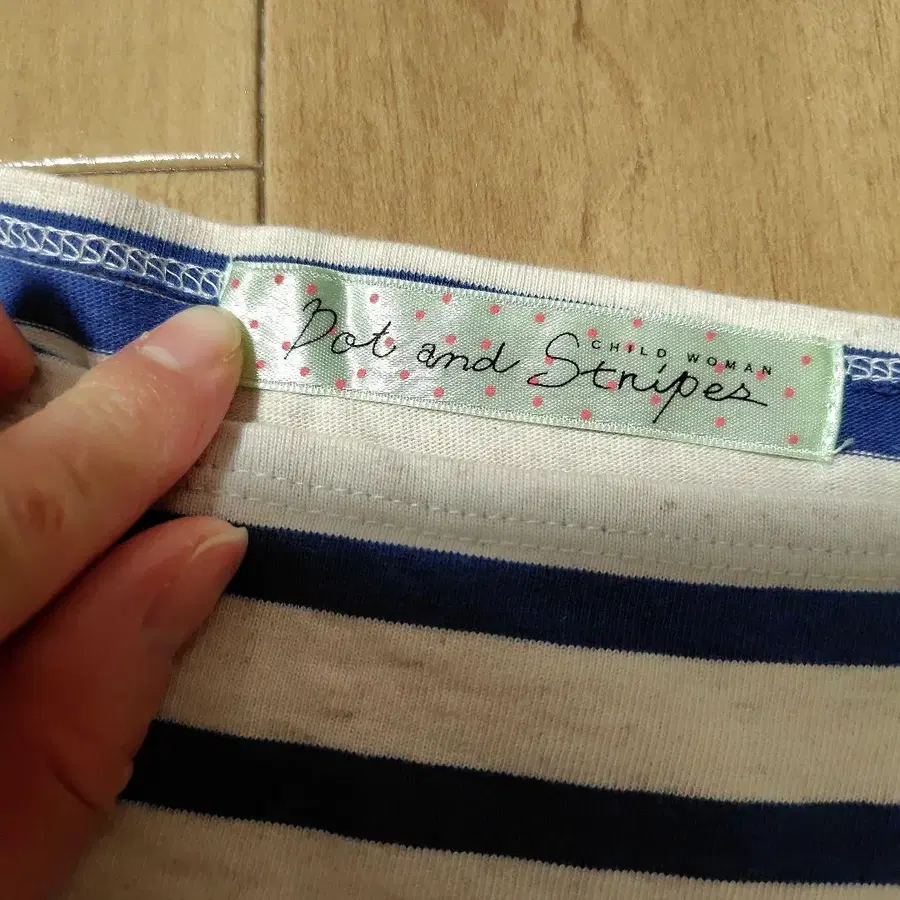 CHILD WOMAN
Dot and Stripes